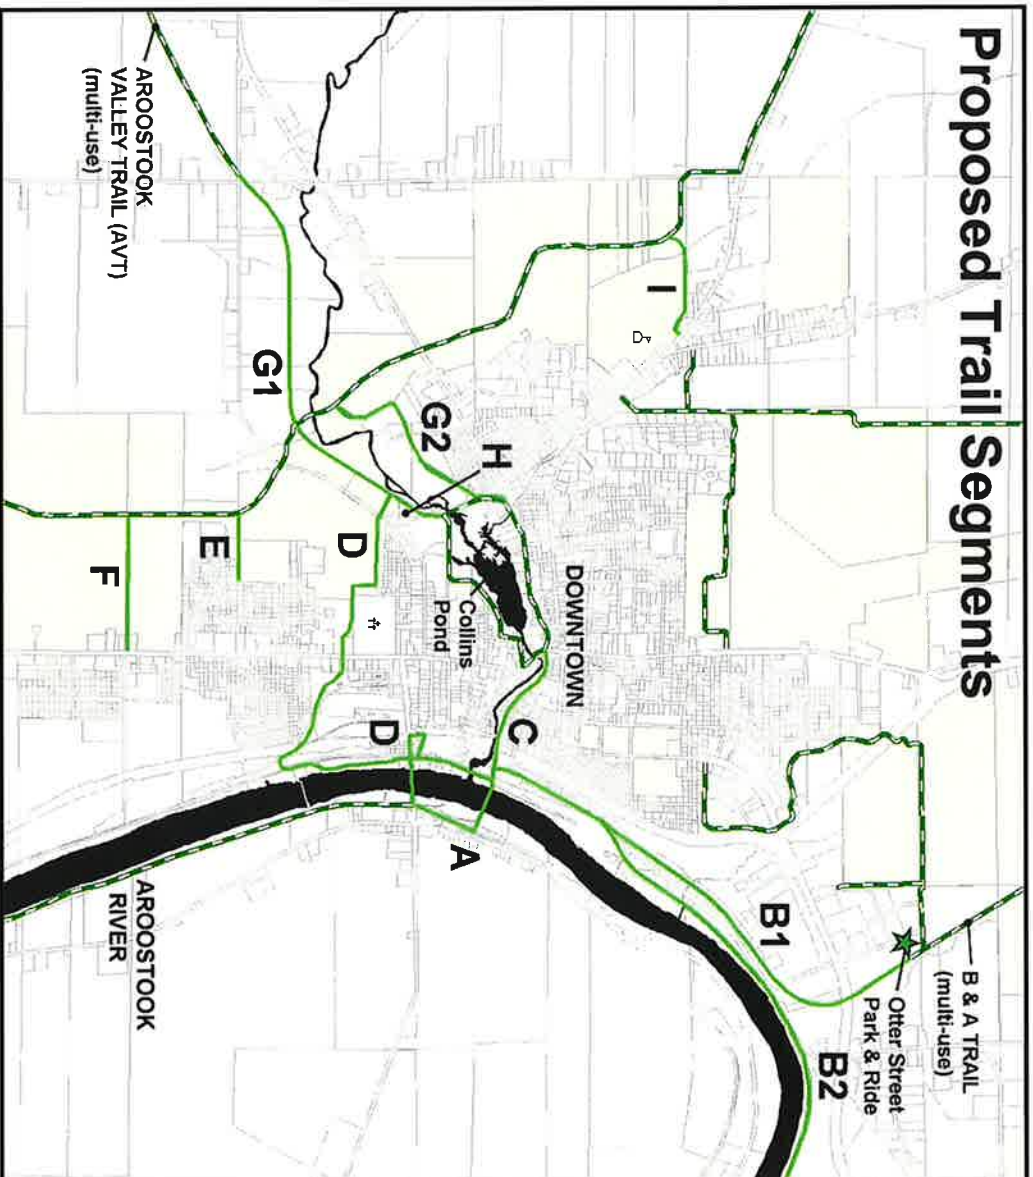 Proposed Trail Segments
B & A TRAIL
(multi-use)
Otter Street
Park & Ride
B1
B2
I
DOWNTOWN
H
G2
C
Collins
Pond
D
A
D
G1
E
F
AROOSTOOK
VALLEY TRAIL (AVT)
(multi-use)
AROOSTOOK
RIVER